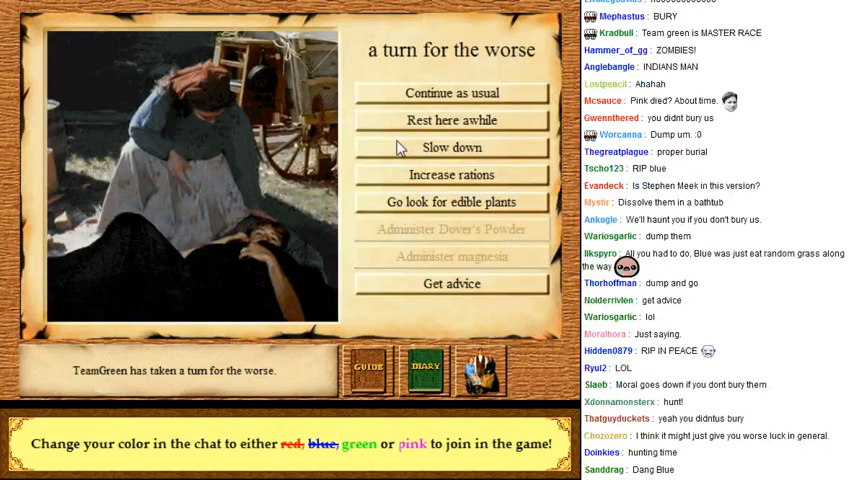 a turn for the worse
Continue as usual
Rest here awhile
Slow down
Increase rations
Go look for edible plants
Administer Dover's Powder
Administer magnesia
Get advice
TeamGreen has taken a turn for the worse.
GUIDE
DIARY
Change your color in the chat to either red, blue, green or pink to join in the game!
Mephastus : BURY
Kradbull : Team green is MASTER RACE
Hammer_of_gg : ZOMBIES!
Anglebangle : INDIANS MAN
Lostpencil : Ahahah
Mcsauce : Pink died? About time.
Gwennthered : you didnt bury us
Worcanna : Dump um. :0
Thegreatplague : proper burial
Tscho123 : RIP blue
Evandeck : Is Stephen Meek in this version?
Mystir : Dissolve them in a bathtub
Ankugle : We'll haunt you if you don't bury us.
Wariosgarlic : dump them
Ilkspyro : All you had to do, Blue was just eat random grass along
the way
Thorhoffman : dump and go
Nolderrivien : get advice
Wariosgarlic : lol
Moralhora : Just saying.
Hidden0879 : RIP IN PEACE
Ryul2 : LOL
Slaeb : Moral goes down if you dont bury them
Xdonnamonsterx : hunt!
Thatguyduckets : yeah you didntus bury
Chozozero : I think it might just give you worse luck in general.
Doinkies : hunting time
Sanddrag : Dang Blue